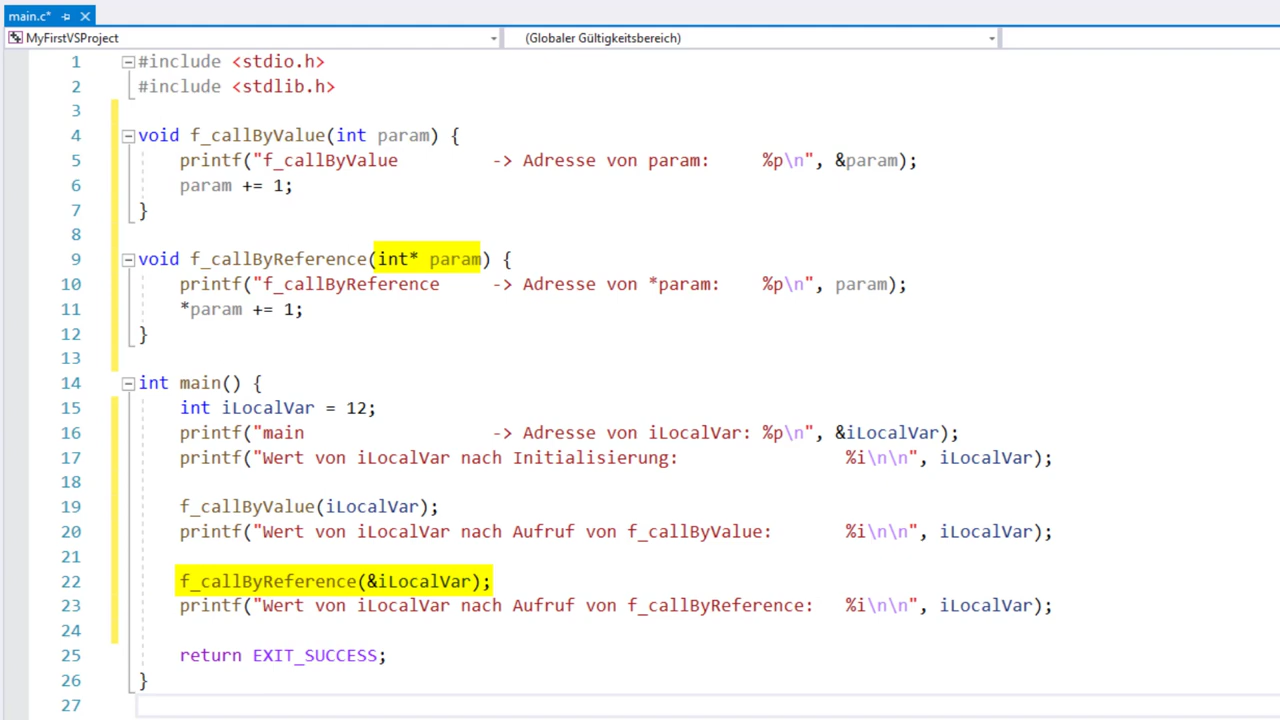 main.c*
MyFirstVSProject (Globaler Gültigkeitsbereich)
1 #include <stdio.h>
2 #include <stdlib.h>
3
4 void f_callByValue(int param) {
5 printf("f_callByValue -> Adresse von param: %p\n", &param);
6 param += 1;
7 }
8
9 void f_callByReference(int* param) {
10 printf("f_callByReference -> Adresse von *param: %p\n", param);
11 *param += 1;
12 }
13
14 int main() {
15 int iLocalVar = 12;
16 printf("main -> Adresse von iLocalVar: %p\n", &iLocalVar);
17 printf("Wert von iLocalVar nach Initialisierung: %i\n\n", iLocalVar);
18
19 f_callByValue(iLocalVar);
20 printf("Wert von iLocalVar nach Aufruf von f_callByValue: %i\n\n", iLocalVar);
21
22 f_callByReference(&iLocalVar);
23 printf("Wert von iLocalVar nach Aufruf von f_callByReference: %i\n\n", iLocalVar);
24
25 return EXIT_SUCCESS;
26 }
27